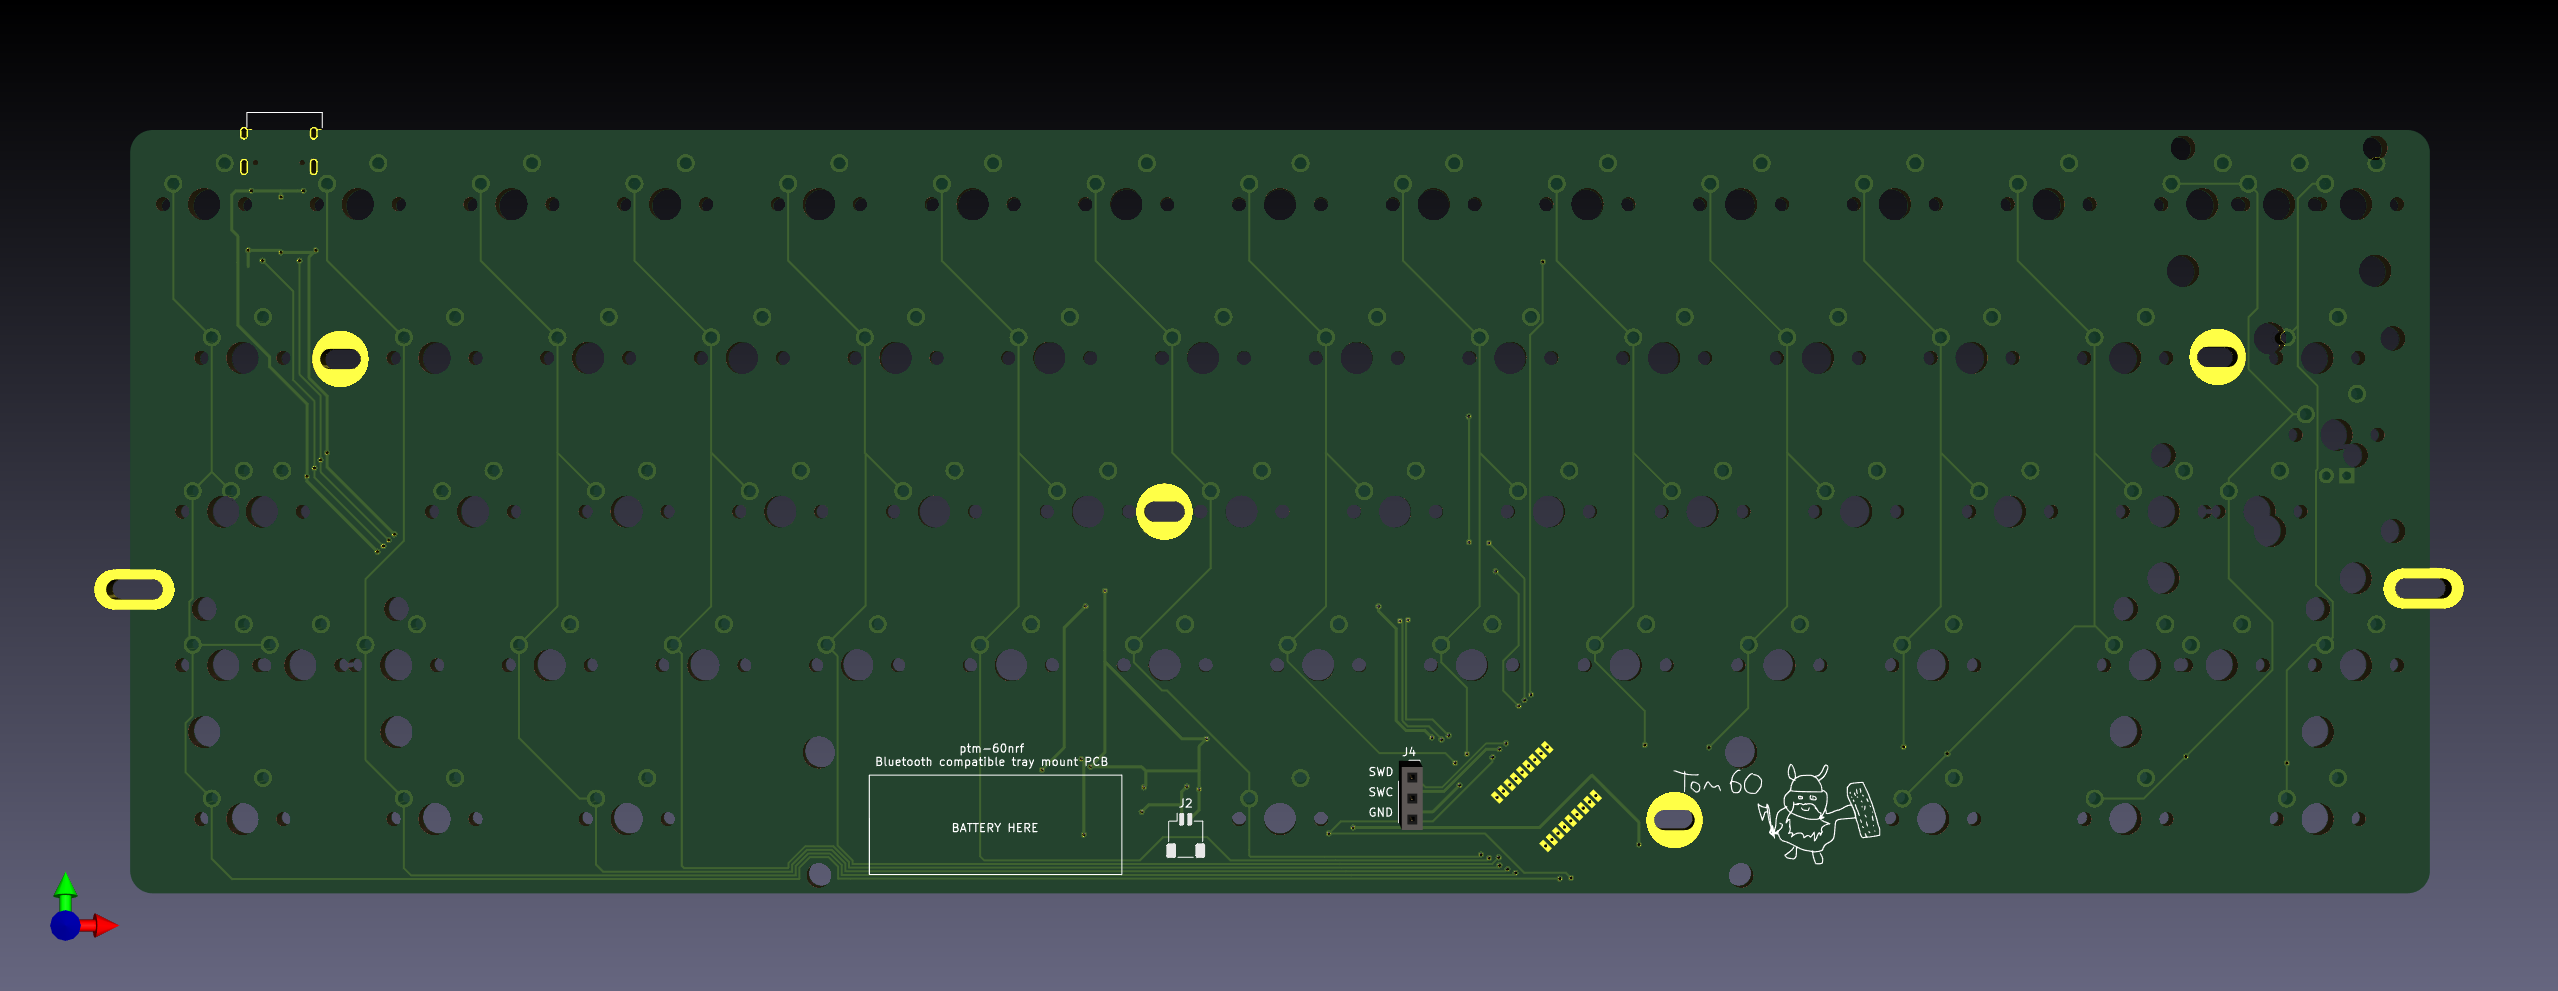 ptm-60nrf
Bluetooth compatible tray mount PCB
BATTERY HERE
J2
J4
SWD
SWC
GND
Tom 60